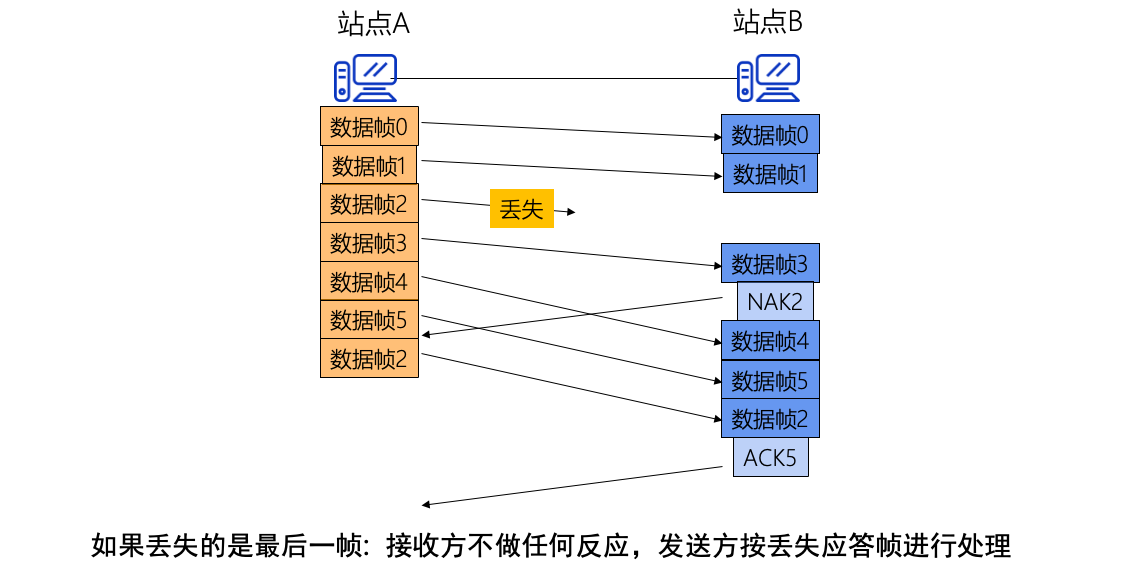 站点A
站点B
数据帧0
数据帧1
数据帧2
数据帧3
数据帧4
数据帧5
数据帧2
丢失
数据帧0
数据帧1
数据帧3
NAK2
数据帧4
数据帧5
数据帧2
ACK5
如果丢失的是最后一帧: 接收方不做任何反应，发送方按丢失应答帧进行处理